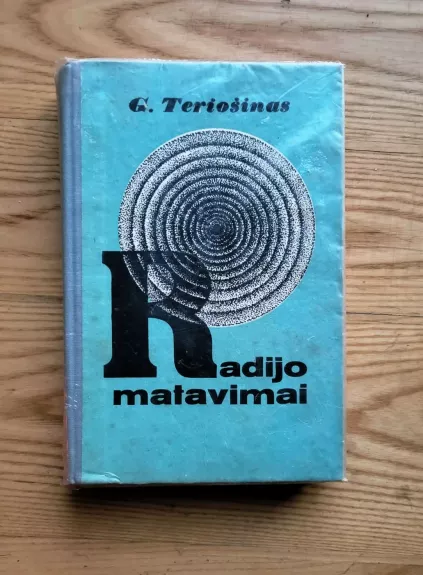 G. Teriošinas
Radijo
matavimai